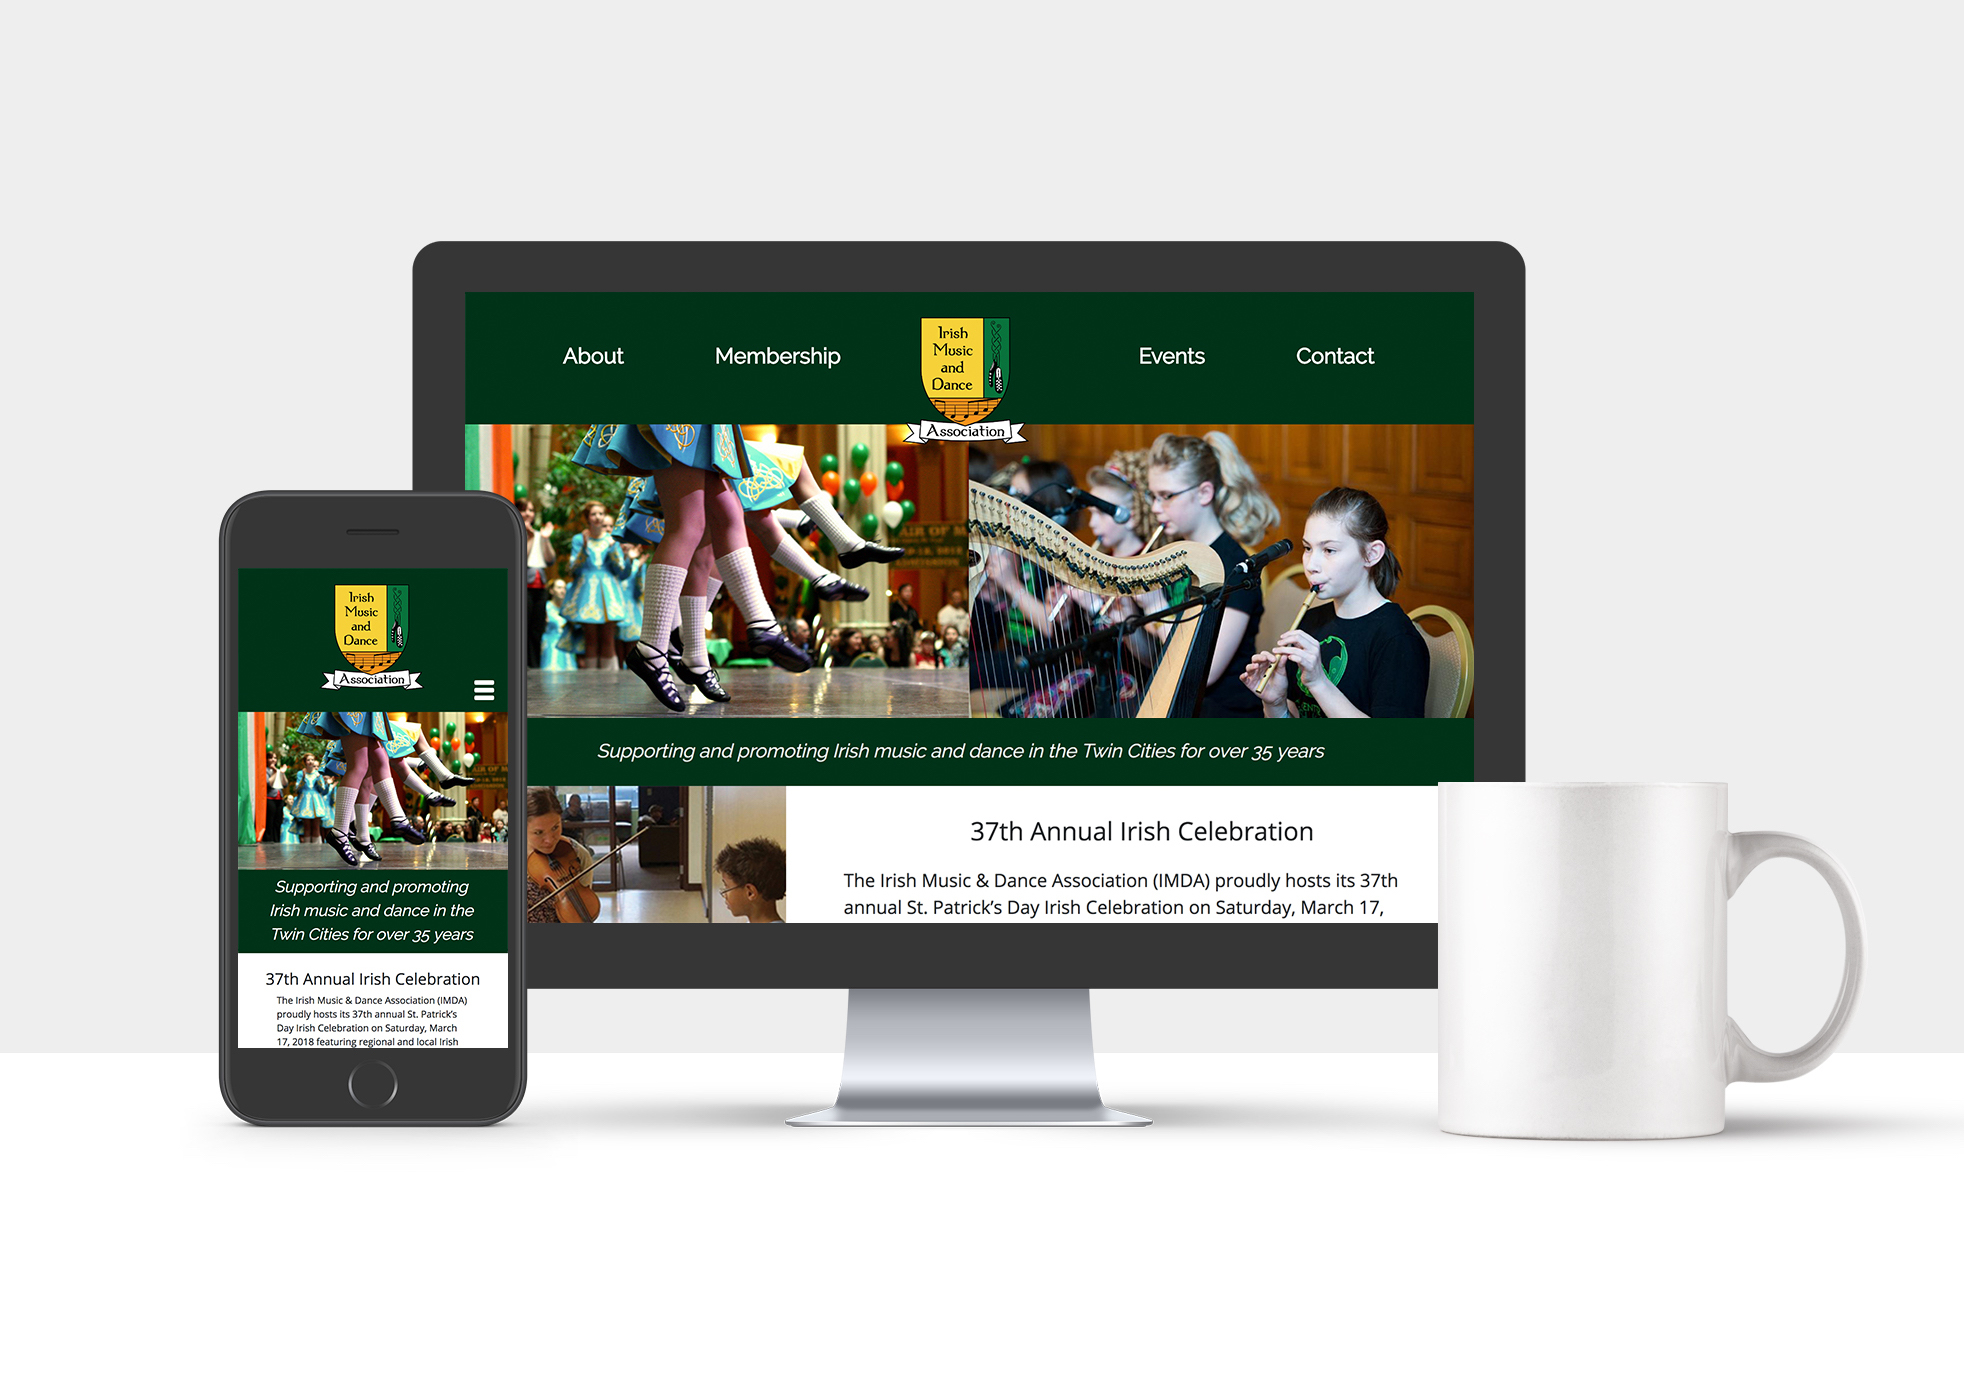 About
Membership
Irish
Music
and
Dance
Association
Events
Contact
Supporting and promoting Irish music and dance in the Twin Cities for over 35 years
37th Annual Irish Celebration
The Irish Music & Dance Association (IMDA) proudly hosts its 37th
annual St. Patrick's Day Irish Celebration on Saturday, March 17,
Irish
Music
and
Dance
Association
Supporting and promoting
Irish music and dance in the
Twin Cities for over 35 years
37th Annual Irish Celebration
The Irish Music & Dance Association (IMDA)
proudly hosts its 37th annual St. Patrick's
Day Irish Celebration on Saturday, March
17, 2018 featuring regional and local Irish